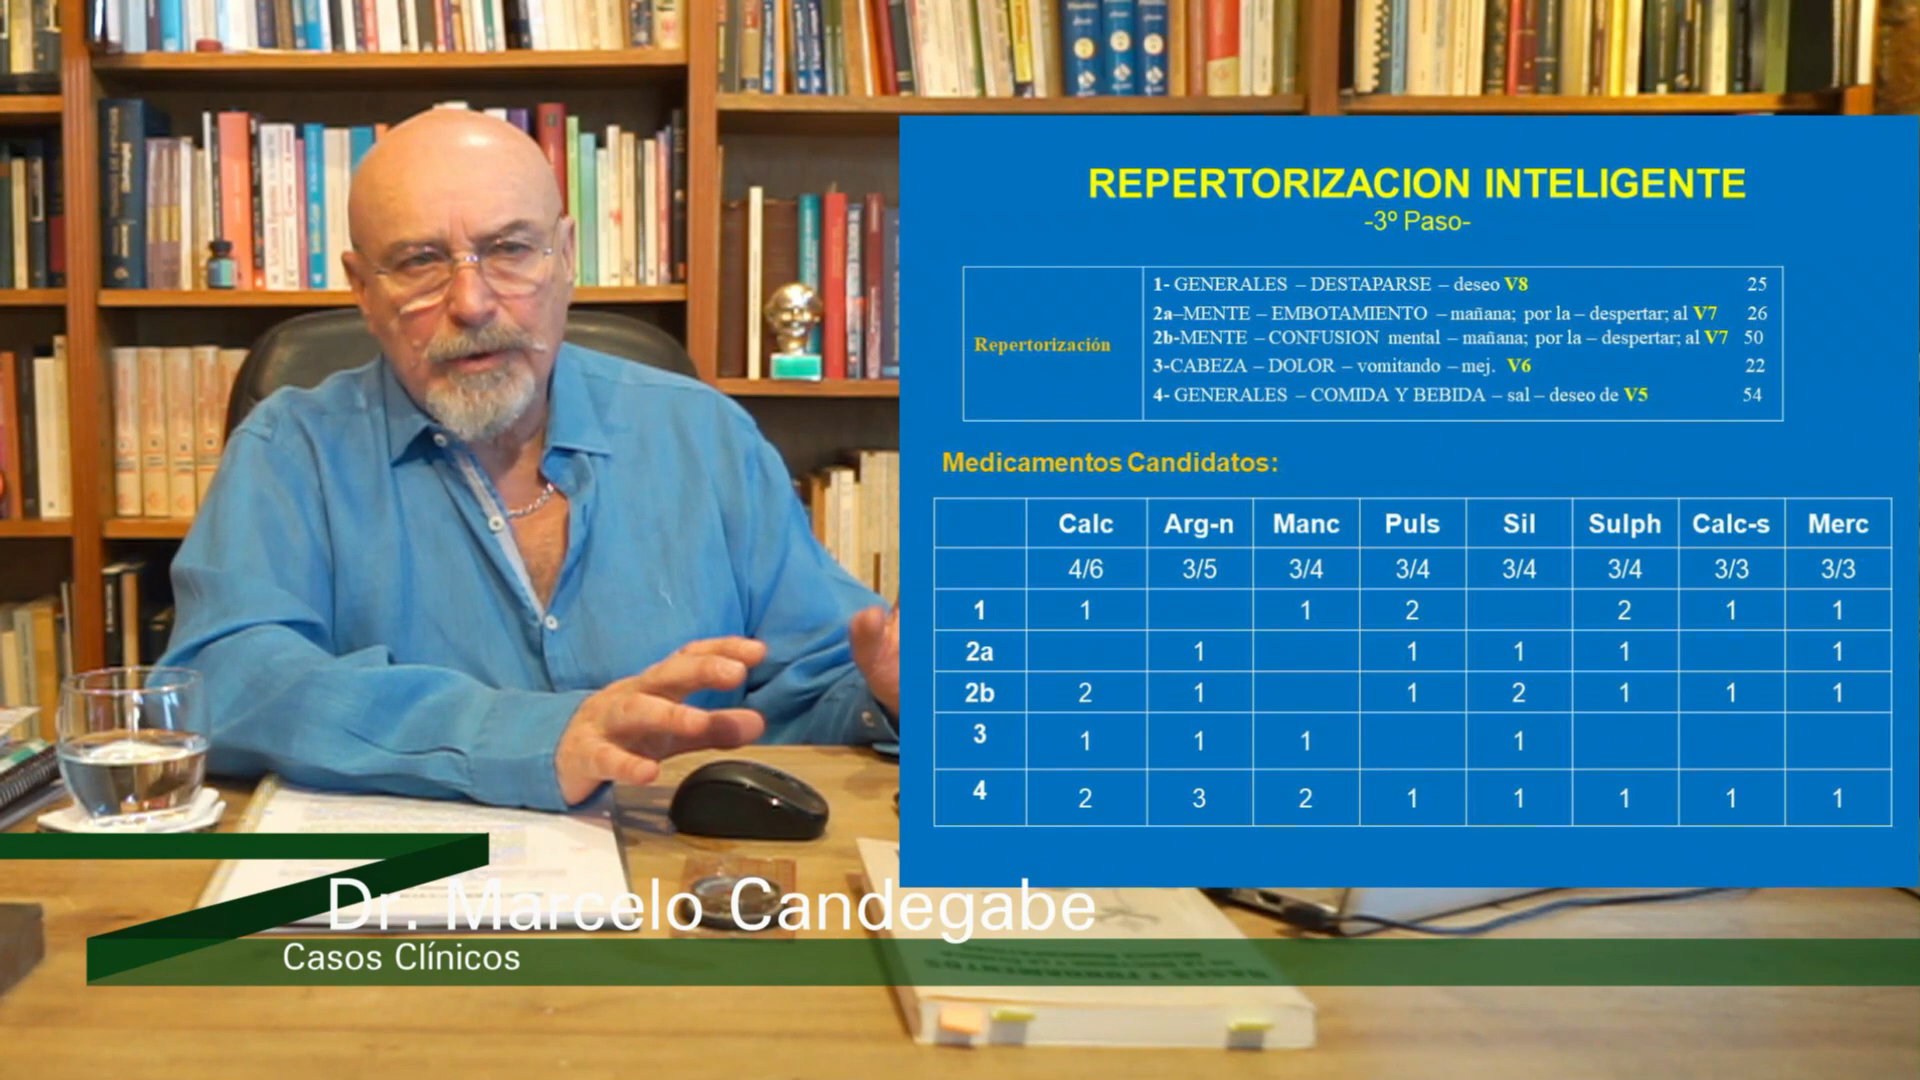 REPERTORIZACION INTELIGENTE
-3º Paso-
Repertorización
1- GENERALES – DESTAPARSE – deseo V8 25
2a–MENTE – EMBOTAMIENTO – mañana; por la – despertar; al V7 26
2b-MENTE – CONFUSION mental – mañana; por la – despertar; al V7 50
3-CABEZA – DOLOR – vomitando – mej. V6 22
4- GENERALES – COMIDA Y BEBIDA – sal – deseo de V5 54
Medicamentos Candidatos:
Calc Arg-n Manc Puls Sil Sulph Calc-s Merc
4/6 3/5 3/4 3/4 3/4 3/4 3/3 3/3
1 1 1 2 2 1 1
2a 1 1 1 1 1
2b 2 1 1 2 1 1 1
3 1 1 1 1
4 2 3 2 1 1 1 1 1
Dr. Marcelo Candegabe
Casos Clínicos